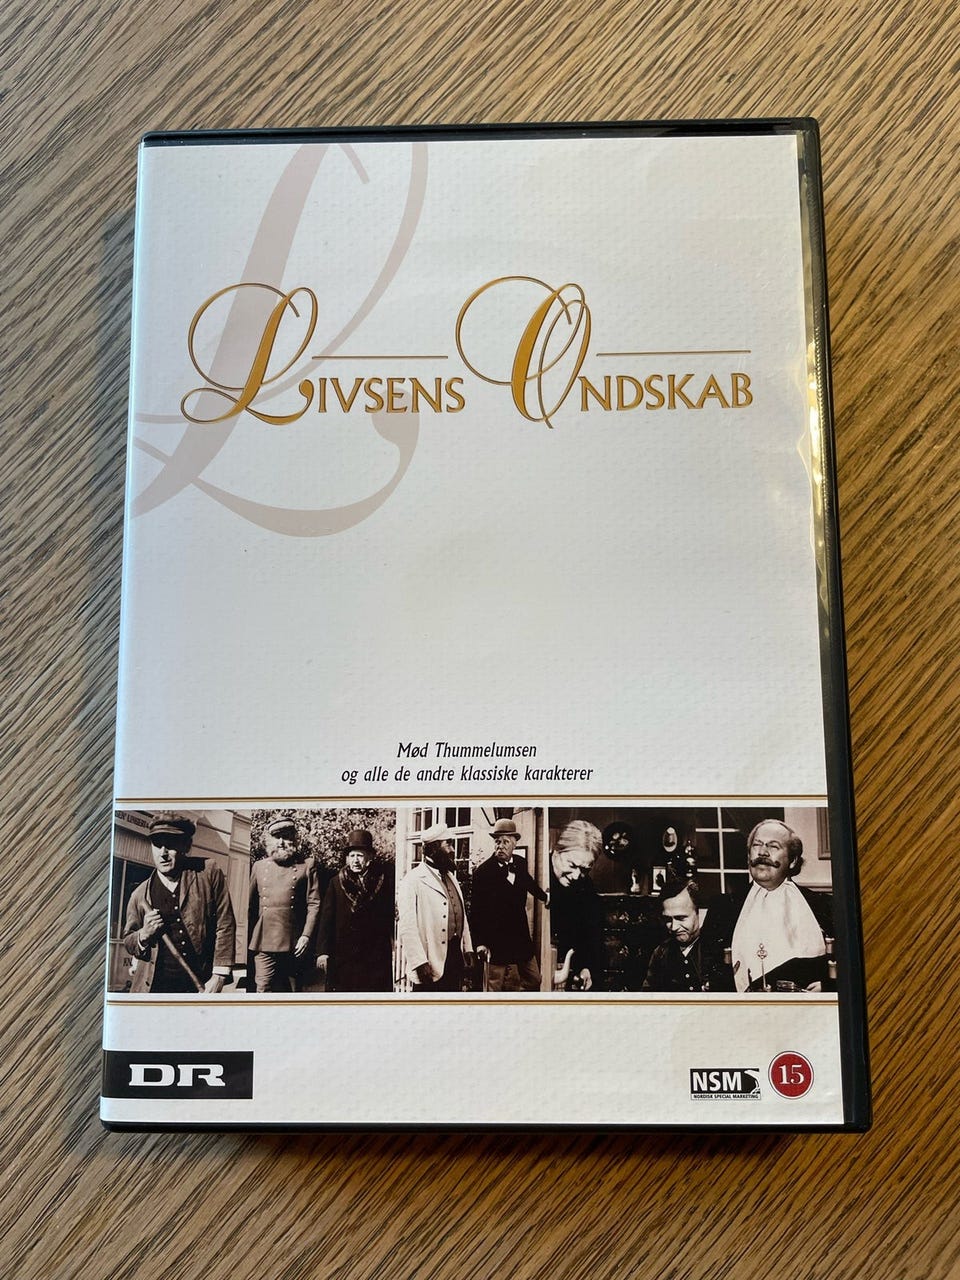 LIVSENS ONDSKAB
Mød Thummelumsen
og alle de andre klassiske karakterer
DR
NSM
NORDISK SPECIAL MARKETING
15